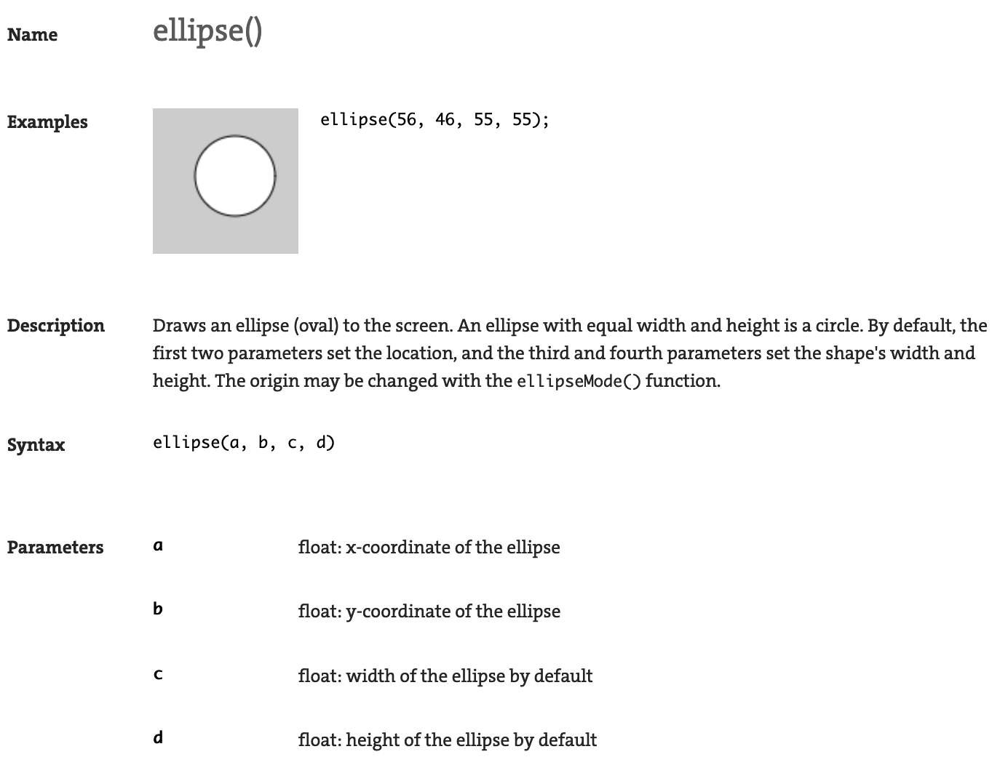 Name ellipse()
Examples ellipse(56, 46, 55, 55);
Description Draws an ellipse (oval) to the screen. An ellipse with equal width and height is a circle. By default, the
first two parameters set the location, and the third and fourth parameters set the shape's width and
height. The origin may be changed with the ellipseMode() function.
Syntax ellipse(a, b, c, d)
Parameters a float: x-coordinate of the ellipse
b float: y-coordinate of the ellipse
c float: width of the ellipse by default
d float: height of the ellipse by default